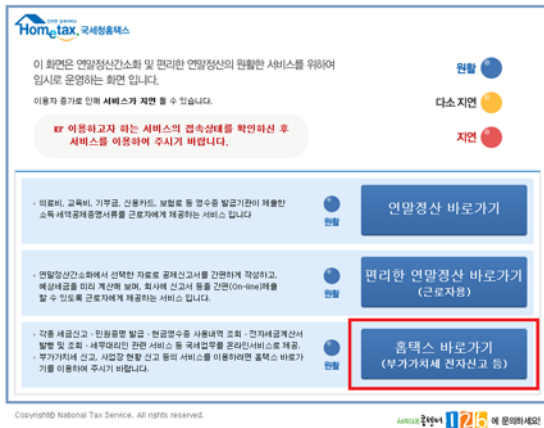 Hometax. 국세청홈택스
이 화면은 연말정산간소화 및 편리한 연말정산의 원활한 서비스를 위하여
임시로 운영하는 화면 입니다.
이용자 증가로 인해 서비스가 지연 될 수 있습니다.
☞ 이용하고자 하는 서비스의 접속상태를 확인하신 후
서비스를 이용하여 주시기 바랍니다.
원활
다소 지연
지연
- 의료비, 교육비, 기부금, 신용카드, 보험료 등 영수증 발급기관이 제출한
소득·세액공제증명서류를 근로자에게 제공하는 서비스 입니다
원활
연말정산 바로가기
- 연말정산간소화에서 선택한 자료로 공제신고서를 간편하게 작성하고,
예상세금을 미리 계산해 보며, 회사에 신고서 등을 간편(On-line)제출
할 수 있도록 근로자에게 제공하는 서비스 입니다.
원활
편리한 연말정산 바로가기
(근로자용)
- 각종 세금신고·민원증명 발급·현금영수증 사용내역 조회·전자세금계산서
발행 및 조회·세무대리인 관련 서비스 등 국세업무를 온라인서비스로 제공.
- 부가가치세 신고, 사업장 현황 신고 등의 서비스를 이용하려면 홈택스 바로가
기를 이용하여 주시기 바랍니다.
원활
홈택스 바로가기
(부가가치세 전자신고 등)
Copyright© National Tax Service. All rights reserved.
콜센터 126 에 문의하세요!